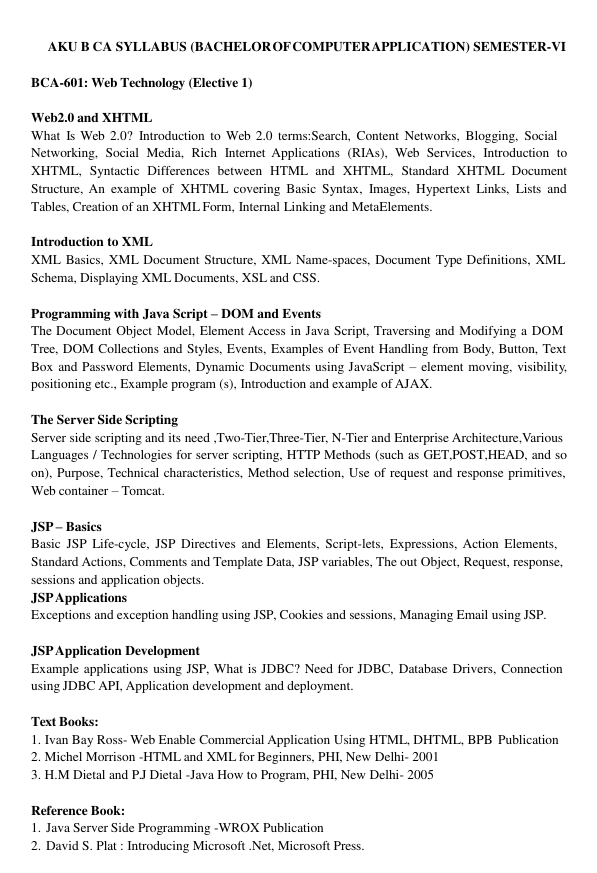 AKU B CA SYLLABUS (BACHELOR OF COMPUTER APPLICATION) SEMESTER-VI
BCA-601: Web Technology (Elective 1)
Web2.0 and XHTML
What Is Web 2.0? Introduction to Web 2.0 terms:Search, Content Networks, Blogging, Social
Networking, Social Media, Rich Internet Applications (RIAs), Web Services, Introduction to
XHTML, Syntactic Differences between HTML and XHTML, Standard XHTML Document
Structure, An example of XHTML covering Basic Syntax, Images, Hypertext Links, Lists and
Tables, Creation of an XHTML Form, Internal Linking and MetaElements.
Introduction to XML
XML Basics, XML Document Structure, XML Name-spaces, Document Type Definitions, XML
Schema, Displaying XML Documents, XSL and CSS.
Programming with Java Script – DOM and Events
The Document Object Model, Element Access in Java Script, Traversing and Modifying a DOM
Tree, DOM Collections and Styles, Events, Examples of Event Handling from Body, Button, Text
Box and Password Elements, Dynamic Documents using JavaScript – element moving, visibility,
positioning etc., Example program (s), Introduction and example of AJAX.
The Server Side Scripting
Server side scripting and its need ,Two-Tier,Three-Tier, N-Tier and Enterprise Architecture,Various
Languages / Technologies for server scripting, HTTP Methods (such as GET,POST,HEAD, and so
on), Purpose, Technical characteristics, Method selection, Use of request and response primitives,
Web container – Tomcat.
JSP – Basics
Basic JSP Life-cycle, JSP Directives and Elements, Script-lets, Expressions, Action Elements,
Standard Actions, Comments and Template Data, JSP variables, The out Object, Request, response,
sessions and application objects.
JSP Applications
Exceptions and exception handling using JSP, Cookies and sessions, Managing Email using JSP.
JSP Application Development
Example applications using JSP, What is JDBC? Need for JDBC, Database Drivers, Connection
using JDBC API, Application development and deployment.
Text Books:
1. Ivan Bay Ross- Web Enable Commercial Application Using HTML, DHTML, BPB Publication
2. Michel Morrison -HTML and XML for Beginners, PHI, New Delhi- 2001
3. H.M Dietal and P.J Dietal -Java How to Program, PHI, New Delhi- 2005
Reference Book:
1. Java Server Side Programming -WROX Publication
2. David S. Plat : Introducing Microsoft .Net, Microsoft Press.